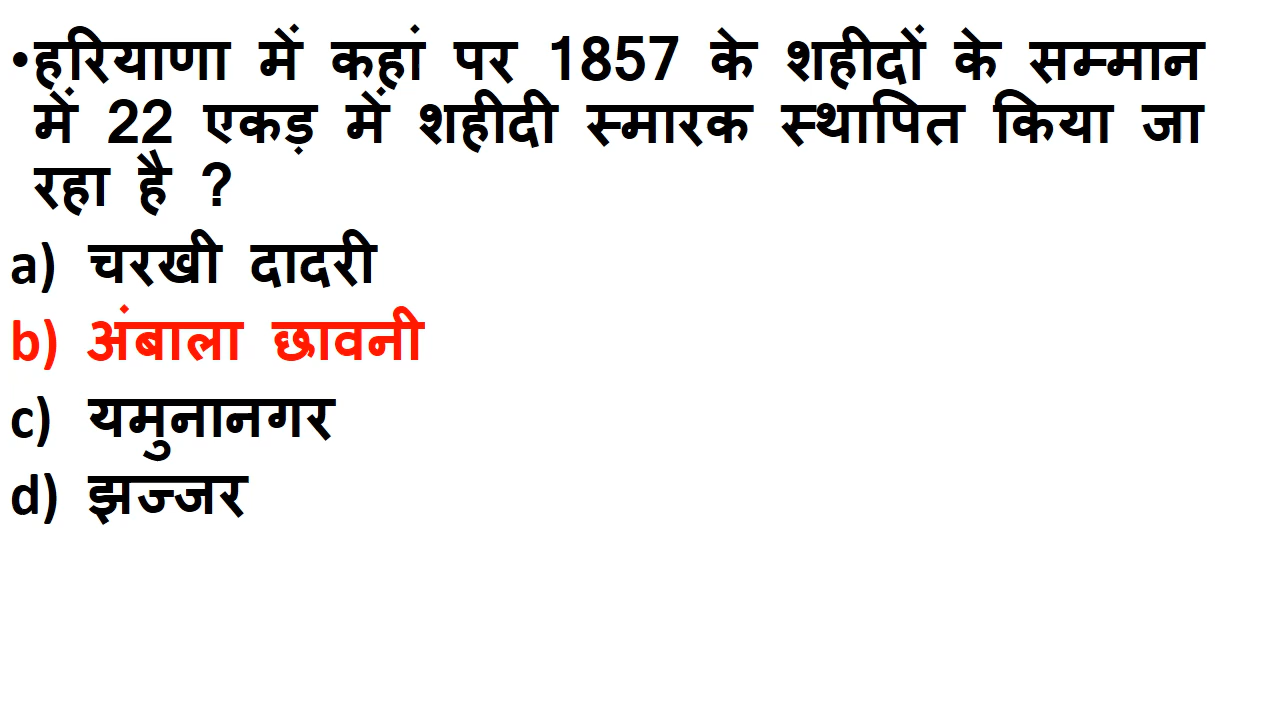 •हरियाणा में कहां पर 1857 के शहीदों के सम्मान
में 22 एकड़ में शहीदी स्मारक स्थापित किया जा
रहा है ?
a) चरखी दादरी
b) अंबाला छावनी
c) यमुनानगर
d) झज्जर